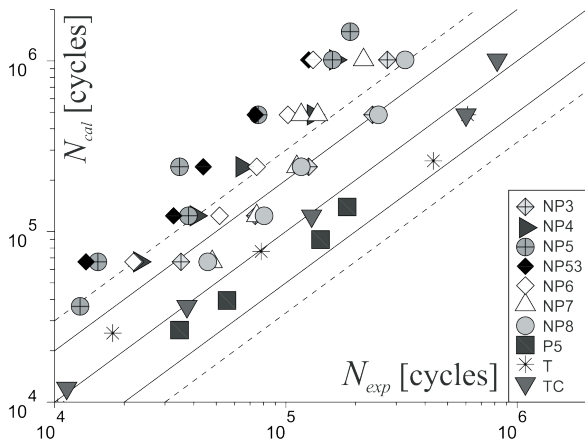 10^6
N_cal [cycles]
10^5
10^4
NP3
NP4
NP5
NP53
NP6
NP7
NP8
P5
T
TC
N_exp [cycles]
10^4
10^5
10^6